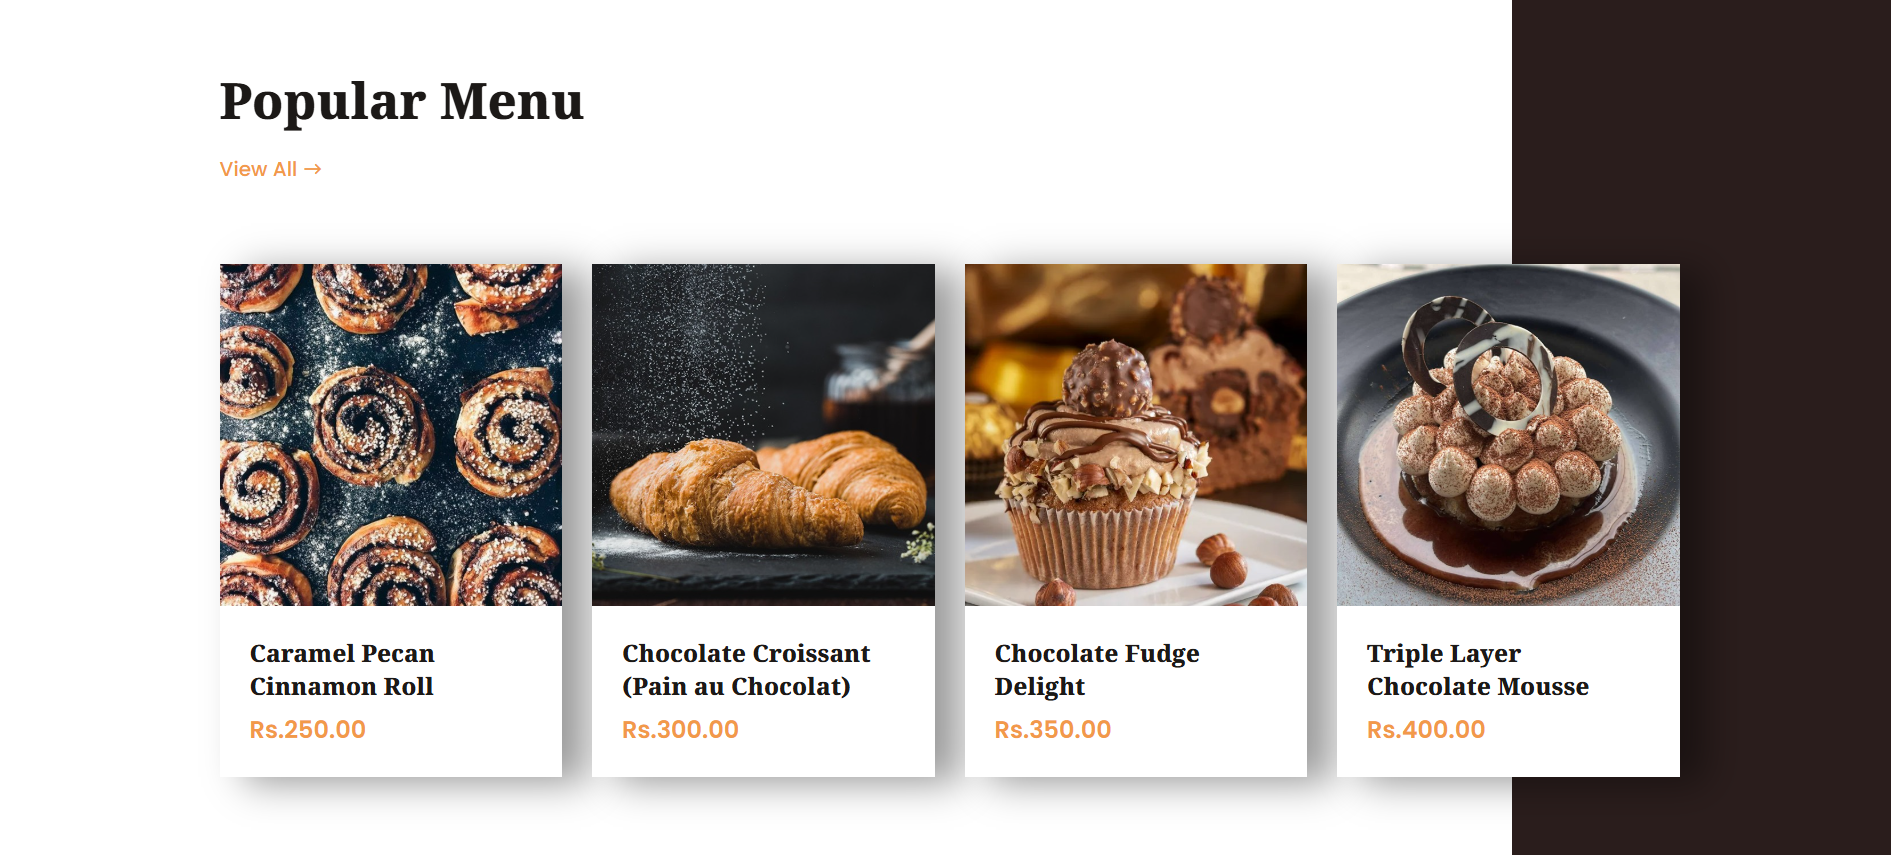 Popular Menu
View All →
Caramel Pecan
Cinnamon Roll
Rs.250.00
Chocolate Croissant
(Pain au Chocolat)
Rs.300.00
Chocolate Fudge
Delight
Rs.350.00
Triple Layer
Chocolate Mousse
Rs.400.00